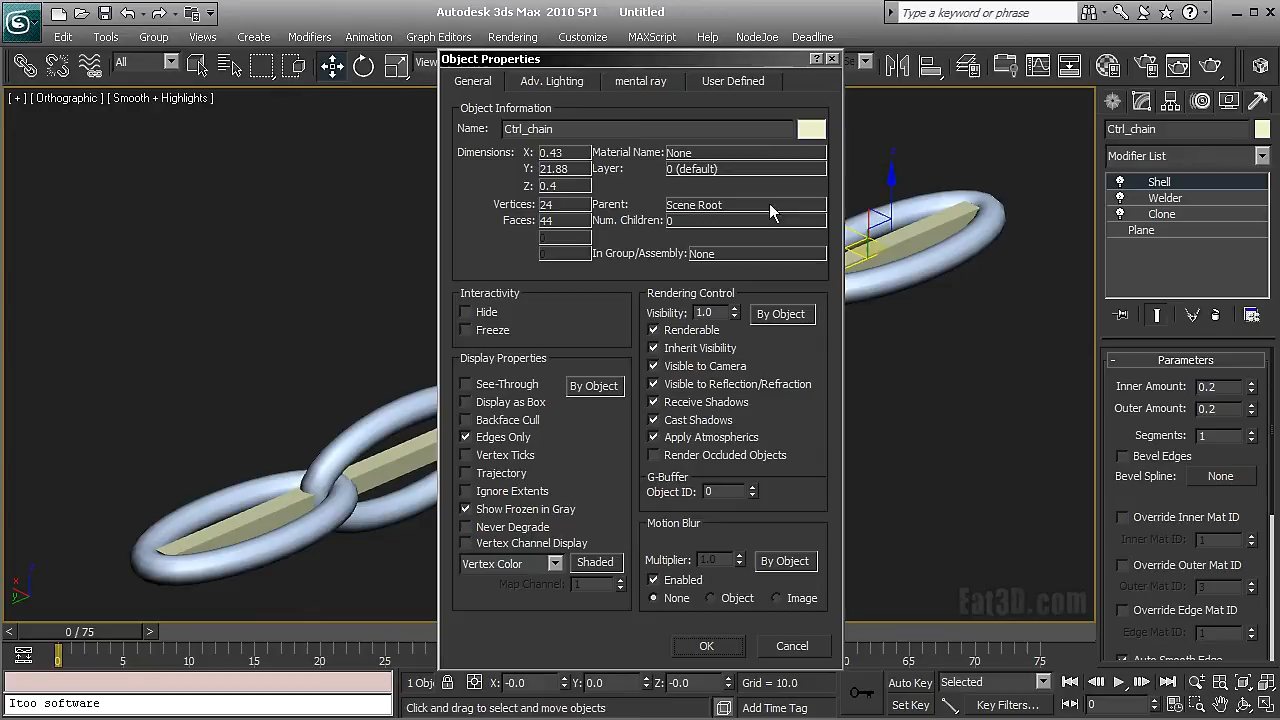 Autodesk 3ds Max 2010 SP1 Untitled
Type a keyword or phrase
File Edit Tools Group Views Create Modifiers Animation Graph Editors Rendering Customize MAXScript Help NodeJoe Deadline
All
View
Se
[ + ] [ Orthographic ] [ Smooth + Highlights ]
Object Properties
General Adv. Lighting mental ray User Defined
Object Information
Name: Ctrl_chain
Dimensions: X: 0.43 Material Name: None
Y: 21.88 Layer: 0 (default)
Z: 0.4
Vertices: 24 Parent: Scene Root
Faces: 44 Num. Children: 0
0
0 In Group/Assembly: None
Interactivity
Hide
Freeze
Display Properties
See-Through By Object
Display as Box
Backface Cull
Edges Only
Vertex Ticks
Trajectory
Ignore Extents
Show Frozen in Gray
Never Degrade
Vertex Channel Display
Vertex Color Shaded
Map Channel: 1
Rendering Control
Visibility: 1.0 By Object
Renderable
Inherit Visibility
Visible to Camera
Visible to Reflection/Refraction
Receive Shadows
Cast Shadows
Apply Atmospherics
Render Occluded Objects
G-Buffer
Object ID: 0
Motion Blur
Multiplier: 1.0 By Object
Enabled
None Object Image
OK Cancel
z
Ctrl_chain
Modifier List
Shell
Welder
Clone
Plane
- Parameters
Inner Amount: 0.2
Outer Amount: 0.2
Segments: 1
Bevel Edges
Bevel Spline: None
Override Inner Mat ID
Inner Mat ID: 1
Override Outer Mat ID
Outer Mat ID: 3
Override Edge Mat ID
Edge Mat ID: 1
Auto Smooth Edge
Eat3D.com
z
x
y
< 0 / 75 >
0 5 10 15 20 25 60 65 70 75
1 Obj X: -0.0 Y: 0.0 Z: -0.0 Grid = 10.0 Auto Key Selected
Itoo software
Click and drag to select and move objects Add Time Tag Set Key Key Filters... 0